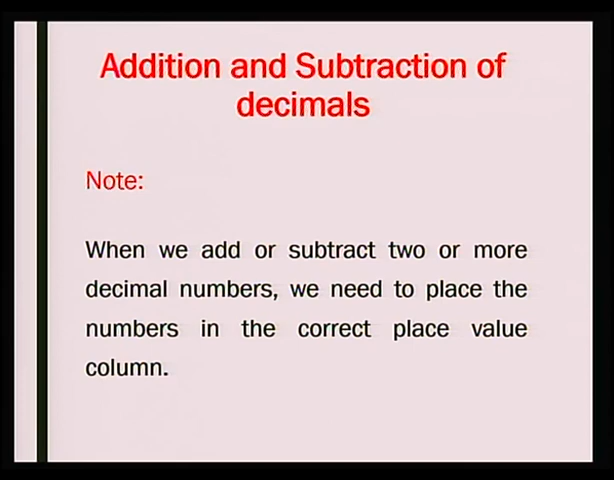 Addition and Subtraction of
decimals
Note:
When we add or subtract two or more
decimal numbers, we need to place the
numbers in the correct place value
column.